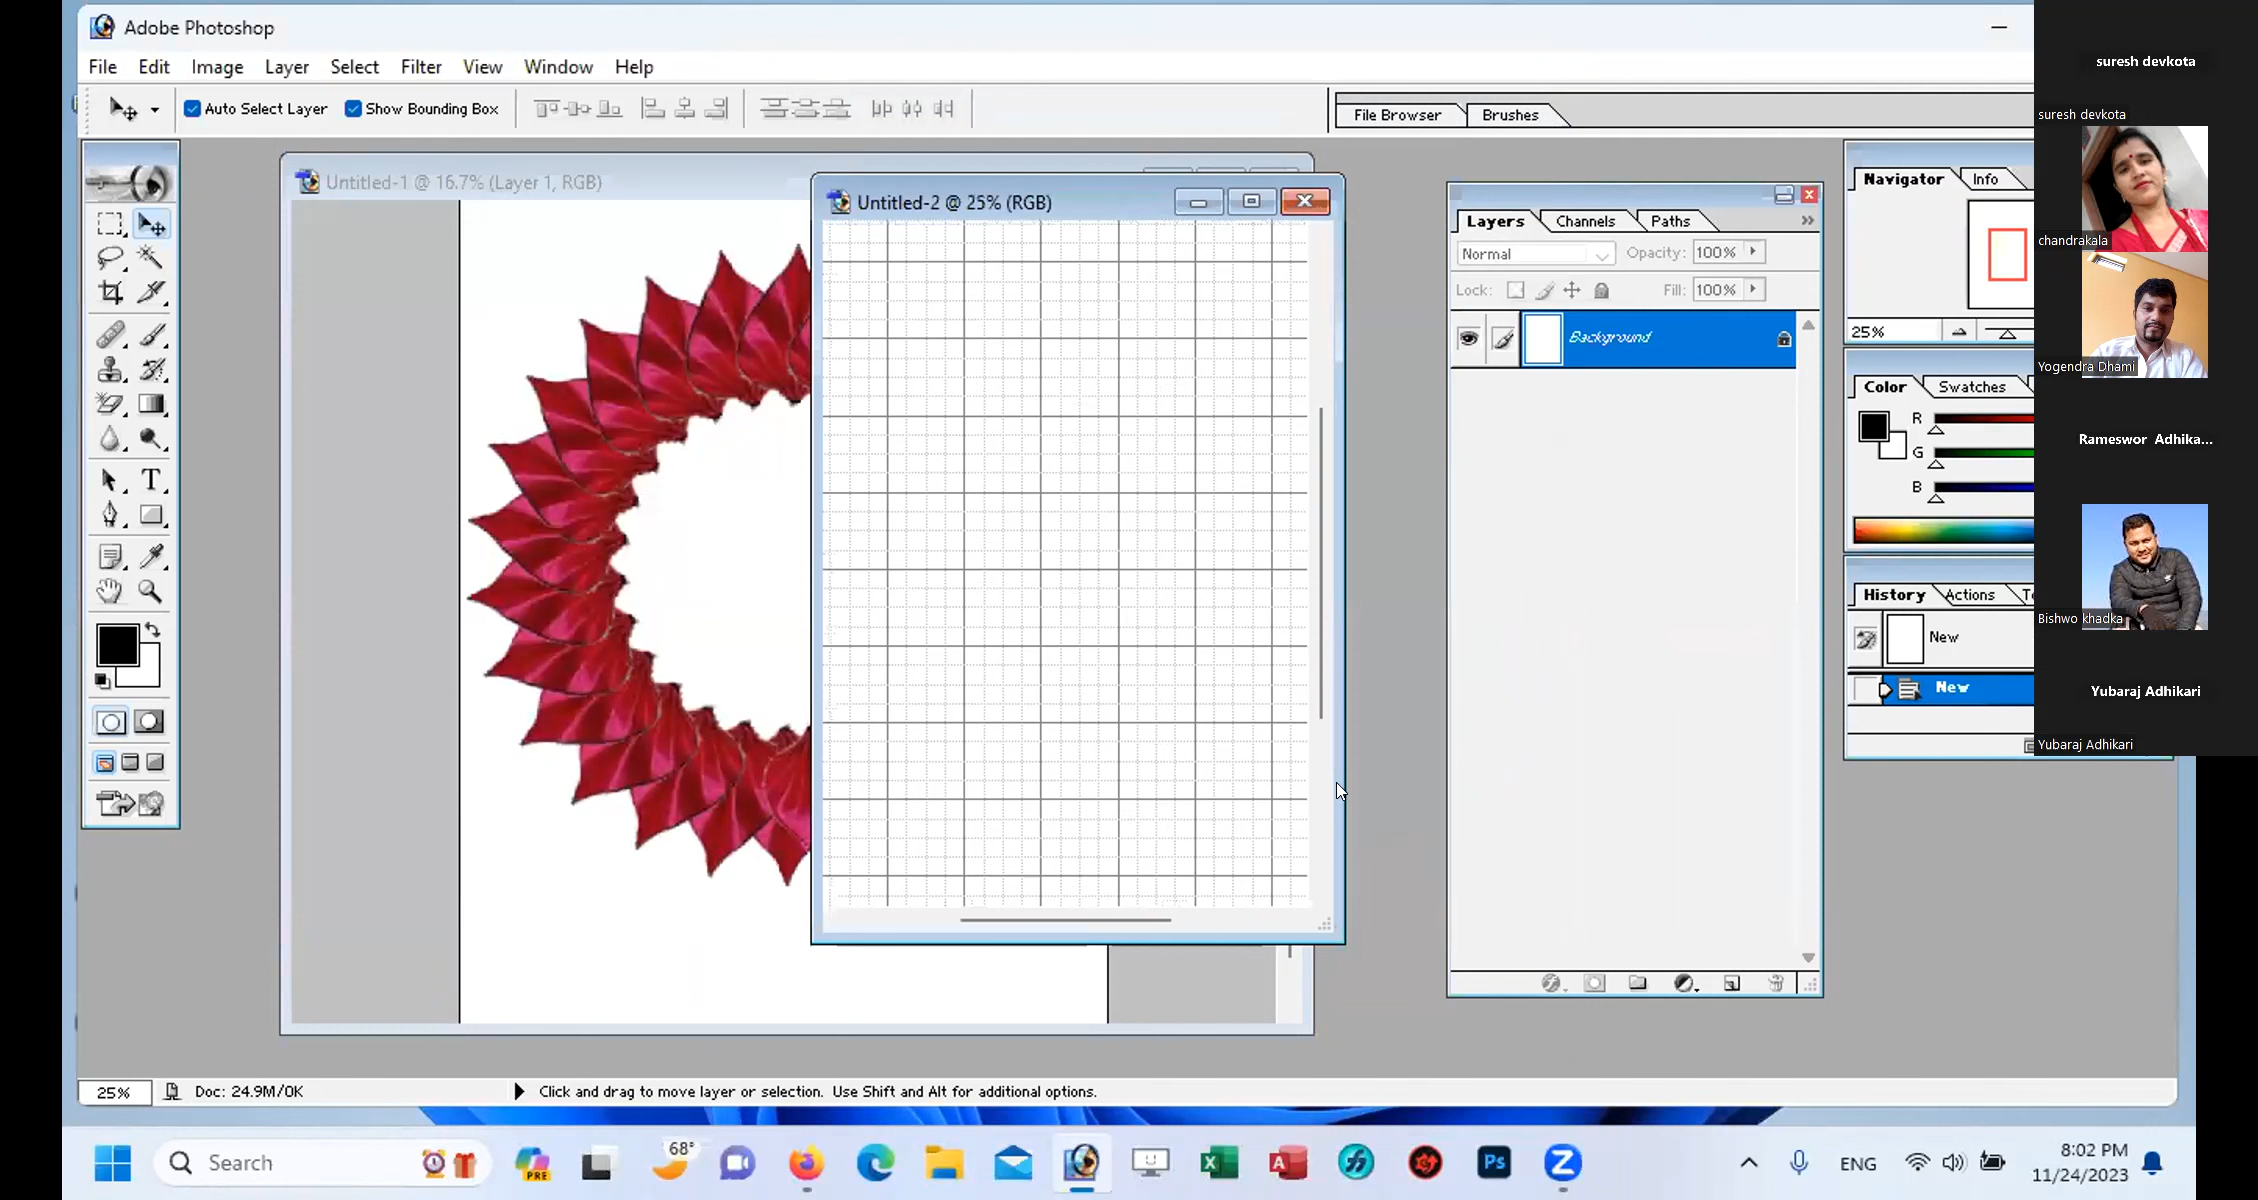 Adobe Photoshop
File Edit Image Layer Select Filter View Window Help
Auto Select Layer Show Bounding Box
File Browser Brushes
Untitled-1 @ 16.7% (Layer 1, RGB)
Untitled-2 @ 25% (RGB)
Layers Channels Paths
Normal Opacity: 100%
Lock: Fill: 100%
Background
Navigator Info
25%
Color Swatches
R
G
B
History Actions
New
New
suresh devkota
suresh devkota
chandrakala
Yogendra Dhami
Rameswor Adhika...
Bishwo khadka
Yubaraj Adhikari
Yubaraj Adhikari
25% Doc: 24.9M/0K Click and drag to move layer or selection. Use Shift and Alt for additional options.
Search
PRE
68°
Ps
ENG
8:02 PM
11/24/2023